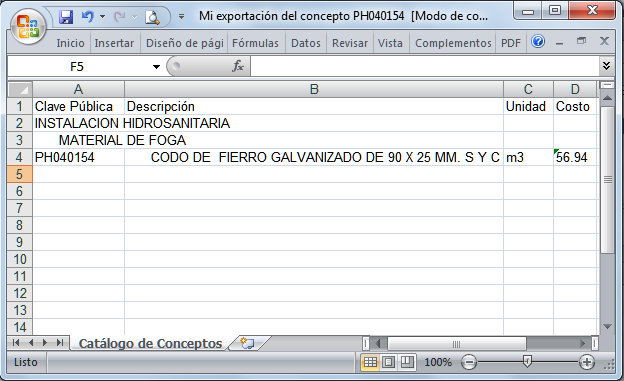 Mi exportación del concepto PH040154 [Modo de co...
Inicio Insertar Diseño de pági Fórmulas Datos Revisar Vista Complementos PDF
F5 fx
A B C D
1 Clave Pública Descripción Unidad Costo
2 INSTALACION HIDROSANITARIA
3 MATERIAL DE FOGA
4 PH040154 CODO DE FIERRO GALVANIZADO DE 90 X 25 MM. S Y C m3 56.94
5
6
7
8
9
10
11
12
13
14
Catálogo de Conceptos
Listo 100%